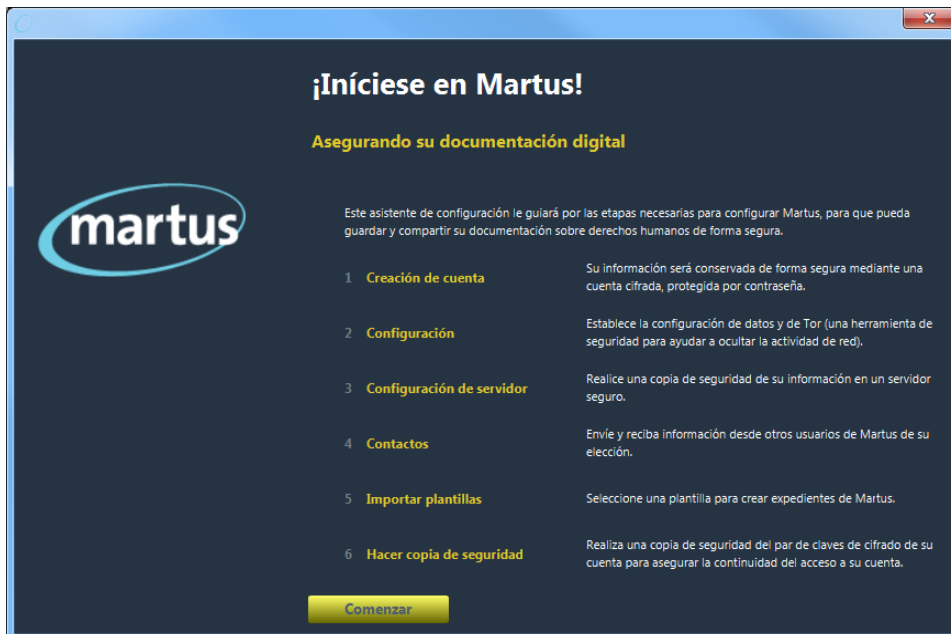 ¡Iníciese en Martus!
Asegurando su documentación digital
martus
Este asistente de configuración le guiará por las etapas necesarias para configurar Martus, para que pueda
guardar y compartir su documentación sobre derechos humanos de forma segura.
1 Creación de cuenta
Su información será conservada de forma segura mediante una
cuenta cifrada, protegida por contraseña.
2 Configuración
Establece la configuración de datos y de Tor (una herramienta de
seguridad para ayudar a ocultar la actividad de red).
3 Configuración de servidor
Realice una copia de seguridad de su información en un servidor
seguro.
4 Contactos
Envíe y reciba información desde otros usuarios de Martus de su
elección.
5 Importar plantillas
Seleccione una plantilla para crear expedientes de Martus.
6 Hacer copia de seguridad
Realiza una copia de seguridad del par de claves de cifrado de su
cuenta para asegurar la continuidad del acceso a su cuenta.
Comenzar